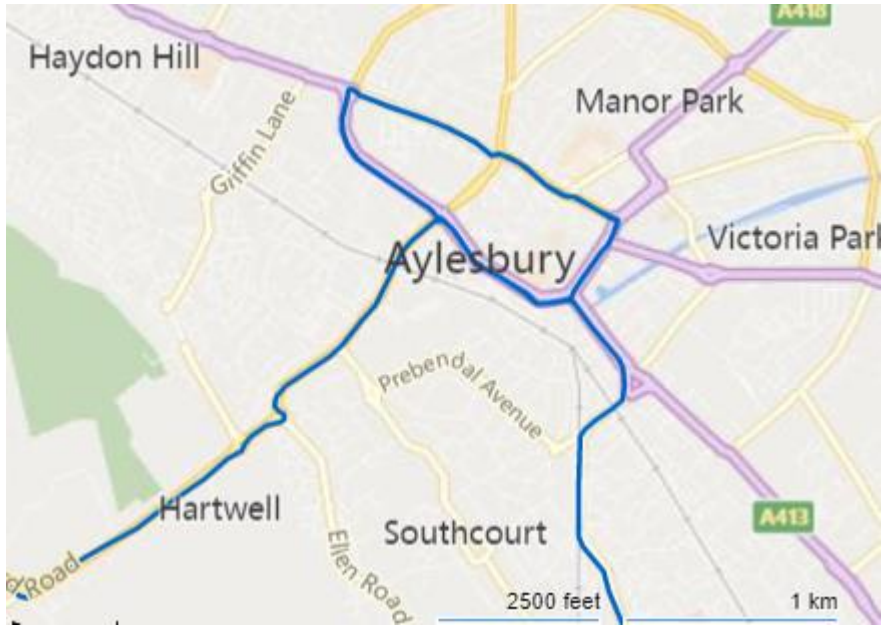 A418
Haydon Hill
Manor Park
Griffin Lane
Victoria Park
Aylesbury
Prebendal Avenue
Hartwell
A413
Southcourt
Ellen Road
Road
2500 feet
1 km